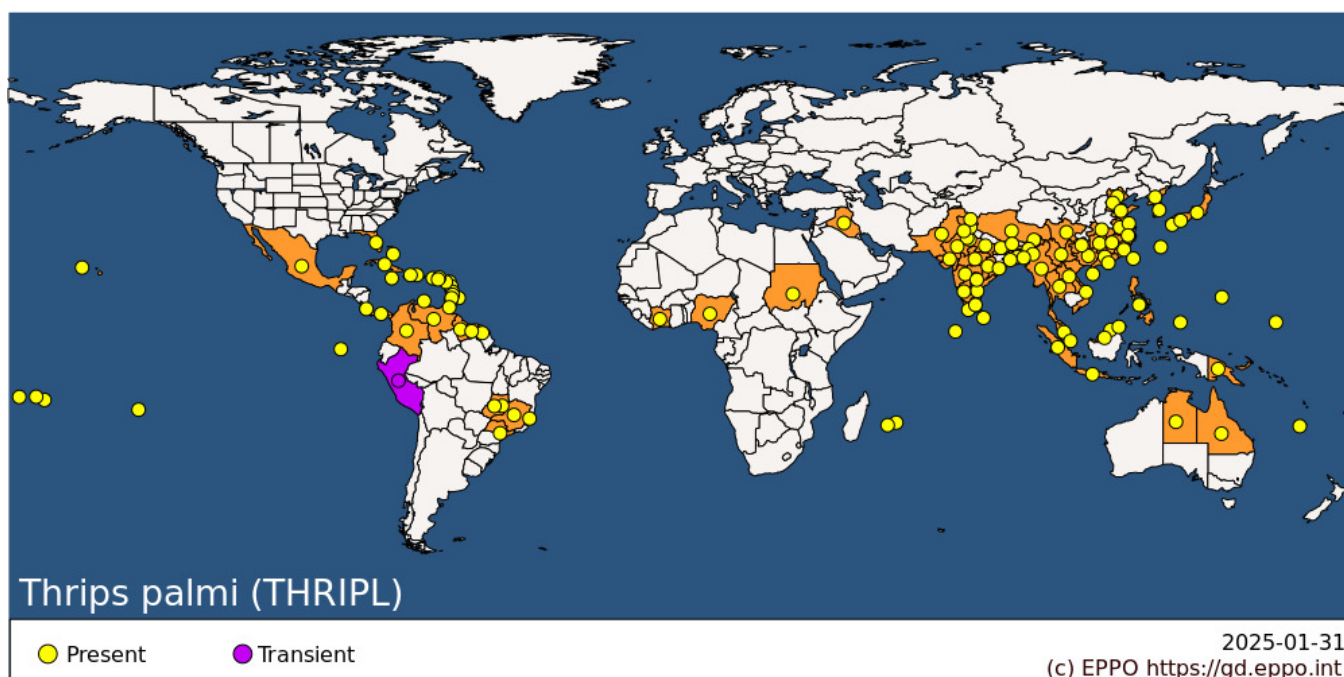 Thrips palmi (THRIPL)
Present
Transient
2025-01-31
(c) EPPO https://gd.eppo.int